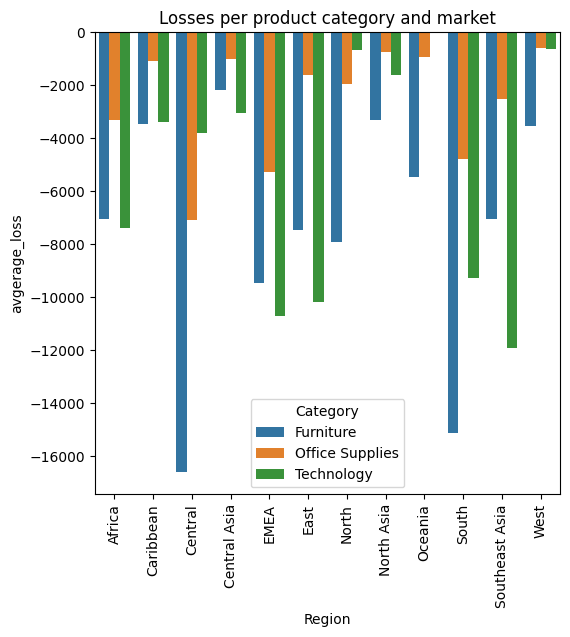 Losses per product category and market
avgerage_loss
0
−2000
−4000
−6000
−8000
−10000
−12000
−14000
−16000
Category
Furniture
Office Supplies
Technology
Africa
Caribbean
Central
Central Asia
EMEA
East
North
North Asia
Oceania
South
Southeast Asia
West
Region